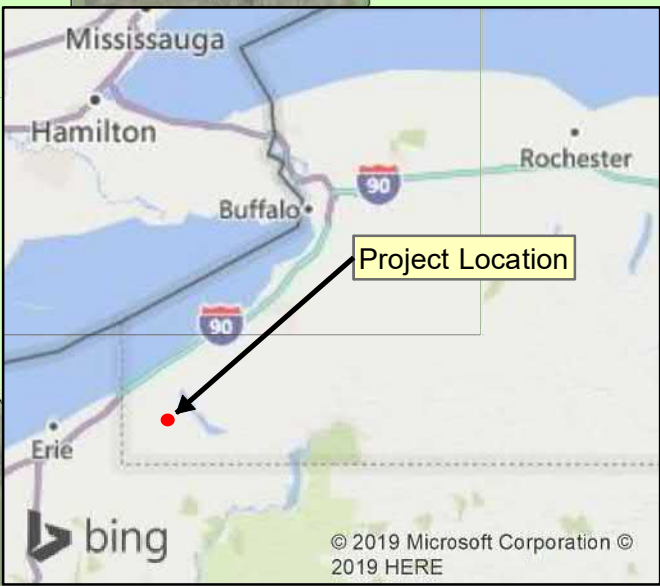 Mississauga
Hamilton
Rochester
90
Buffalo
Project Location
90
Erie
bing
© 2019 Microsoft Corporation ©
2019 HERE